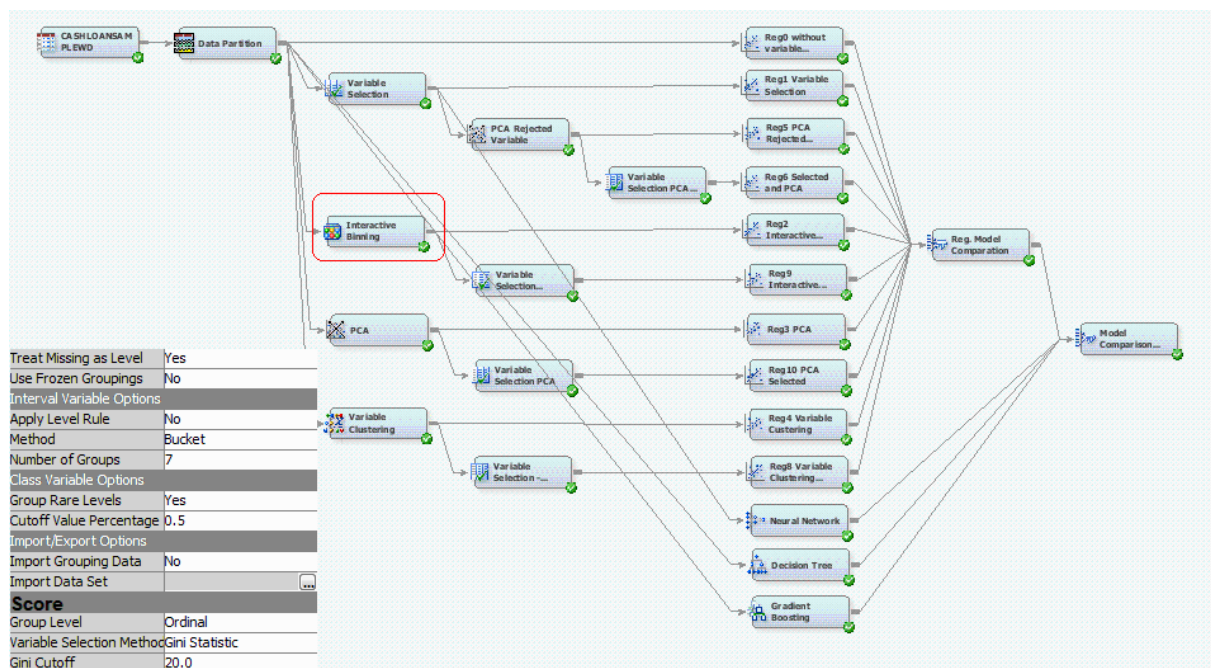 CASHLOANSAM
PLEWD
Data Partition
Reg0 without
variable...
Variable
Selection
Reg1 Variable
Selection
PCA Rejected
Variable
Reg5 PCA
Rejected...
Variable
Selection PCA...
Reg6 Selected
and PCA
Interactive
Binning
Reg2
Interactive...
Reg. Model
Comparation
Variable
Selection...
Reg9
Interactive...
PCA
Reg3 PCA
Model
Comparison...
Variable
Selection PCA
Reg10 PCA
Selected
Variable
Clustering
Reg4 Variable
Custering
Variable
Selection -...
Reg8 Variable
Clustering...
Neural Network
Decision Tree
Gradient
Boosting
Treat Missing as Level Yes
Use Frozen Groupings No
Interval Variable Options
Apply Level Rule No
Method Bucket
Number of Groups 7
Class Variable Options
Group Rare Levels Yes
Cutoff Value Percentage 0.5
Import/Export Options
Import Grouping Data No
Import Data Set ...
Score
Group Level Ordinal
Variable Selection Method Gini Statistic
Gini Cutoff 20.0